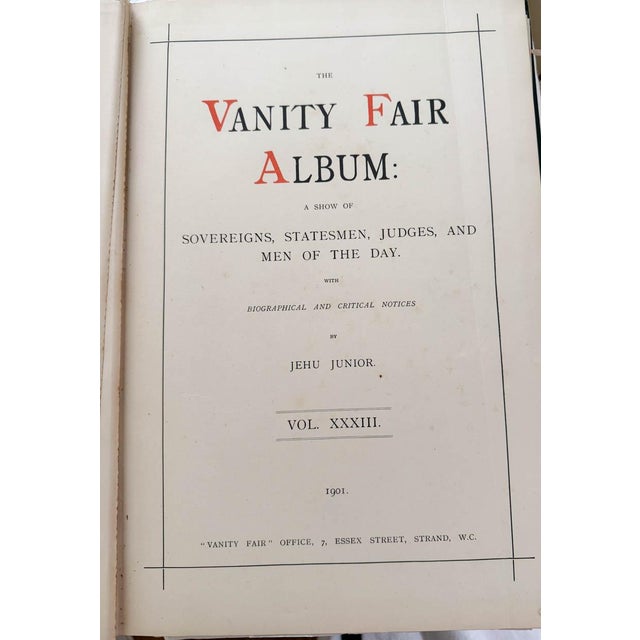 THE
VANITY FAIR
ALBUM:
A SHOW OF
SOVEREIGNS, STATESMEN, JUDGES, AND
MEN OF THE DAY.
WITH
BIOGRAPHICAL AND CRITICAL NOTICES
BY
JEHU JUNIOR.
VOL. XXXIII.
1901.
"VANITY FAIR" OFFICE, 7, ESSEX STREET, STRAND, W.C.